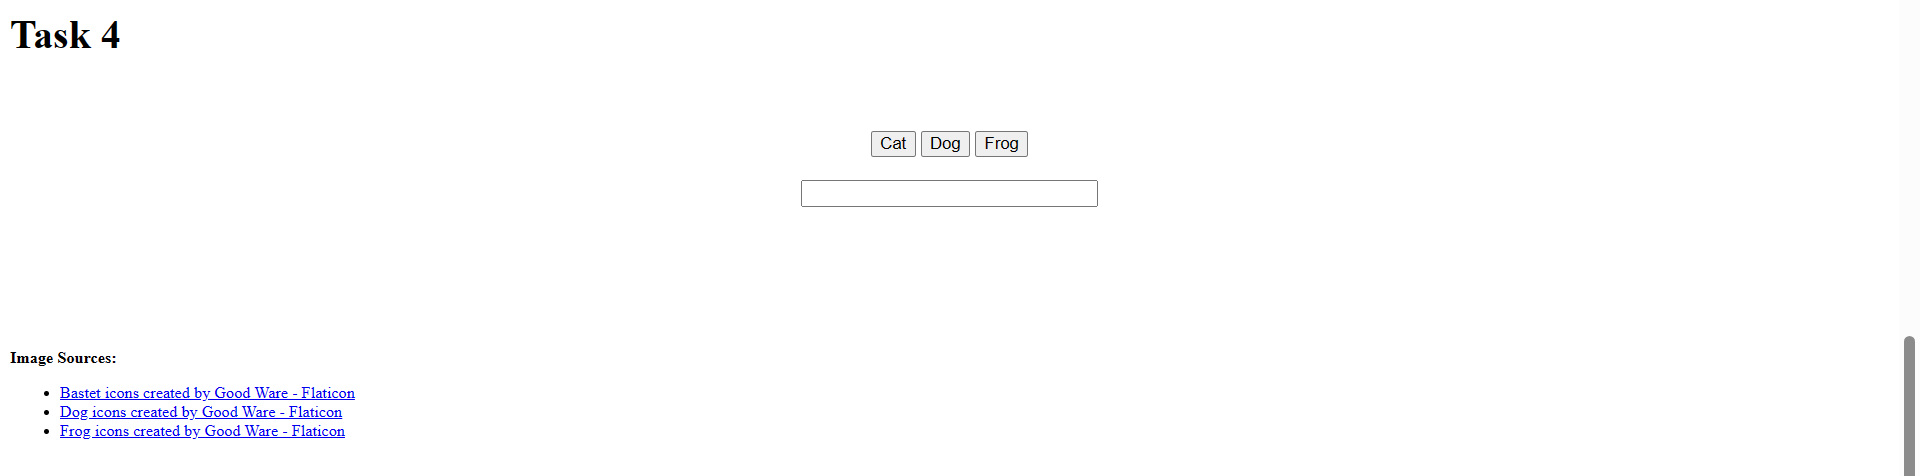 Task 4
Cat Dog Frog
Image Sources:
Bastet icons created by Good Ware - Flaticon
Dog icons created by Good Ware - Flaticon
Frog icons created by Good Ware - Flaticon